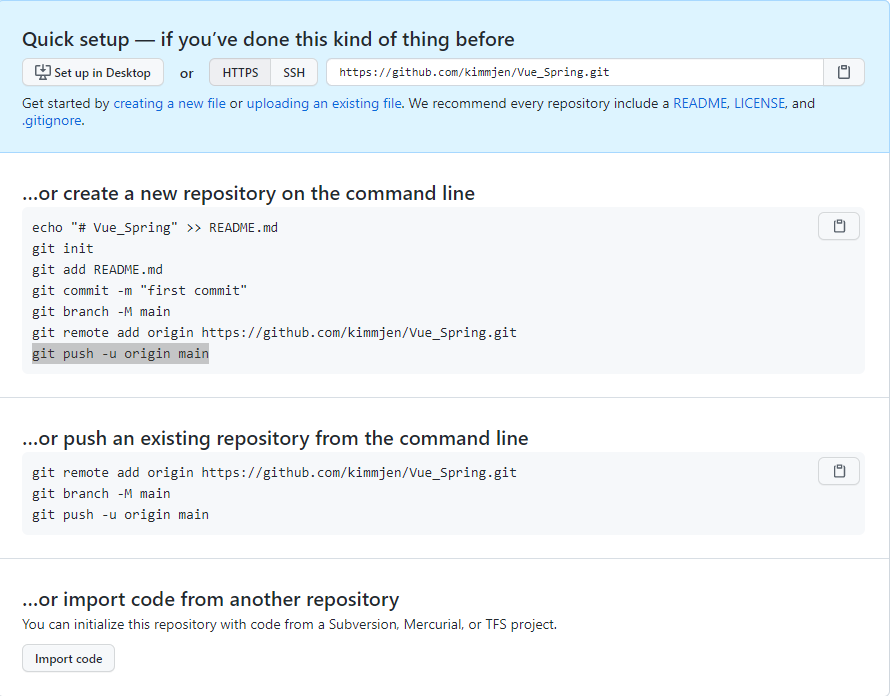 Quick setup — if you’ve done this kind of thing before
Set up in Desktop or HTTPS SSH https://github.com/kimmjen/Vue_Spring.git
Get started by creating a new file or uploading an existing file. We recommend every repository include a README, LICENSE, and
.gitignore.
…or create a new repository on the command line
echo "# Vue_Spring" >> README.md
git init
git add README.md
git commit -m "first commit"
git branch -M main
git remote add origin https://github.com/kimmjen/Vue_Spring.git
git push -u origin main
…or push an existing repository from the command line
git remote add origin https://github.com/kimmjen/Vue_Spring.git
git branch -M main
git push -u origin main
…or import code from another repository
You can initialize this repository with code from a Subversion, Mercurial, or TFS project.
Import code